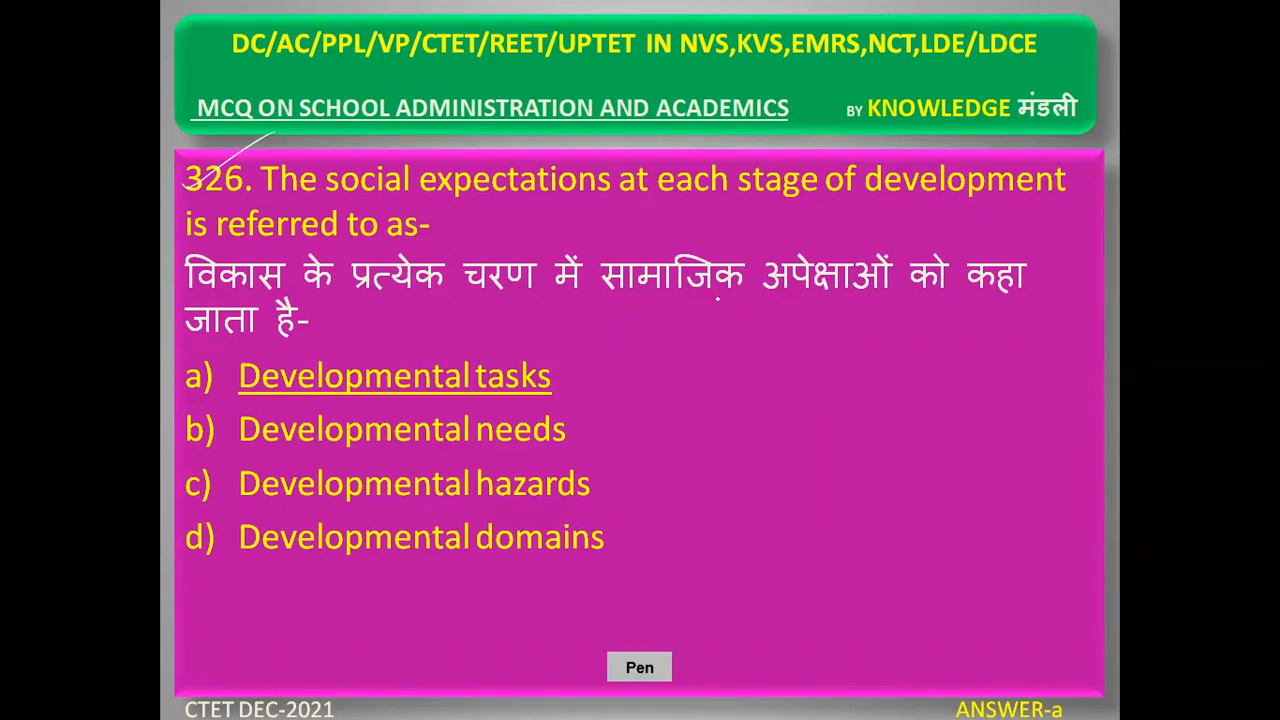 DC/AC/PPL/VP/CTET/REET/UPTET IN NVS,KVS,EMRS,NCT,LDE/LDCE
MCQ ON SCHOOL ADMINISTRATION AND ACADEMICS BY KNOWLEDGE मंडली
326. The social expectations at each stage of development
is referred to as-
विकास के प्रत्येक चरण में सामाजिक अपेक्षाओं को कहा
जाता है-
a) Developmental tasks
b) Developmental needs
c) Developmental hazards
d) Developmental domains
Pen
CTET DEC-2021 ANSWER-a